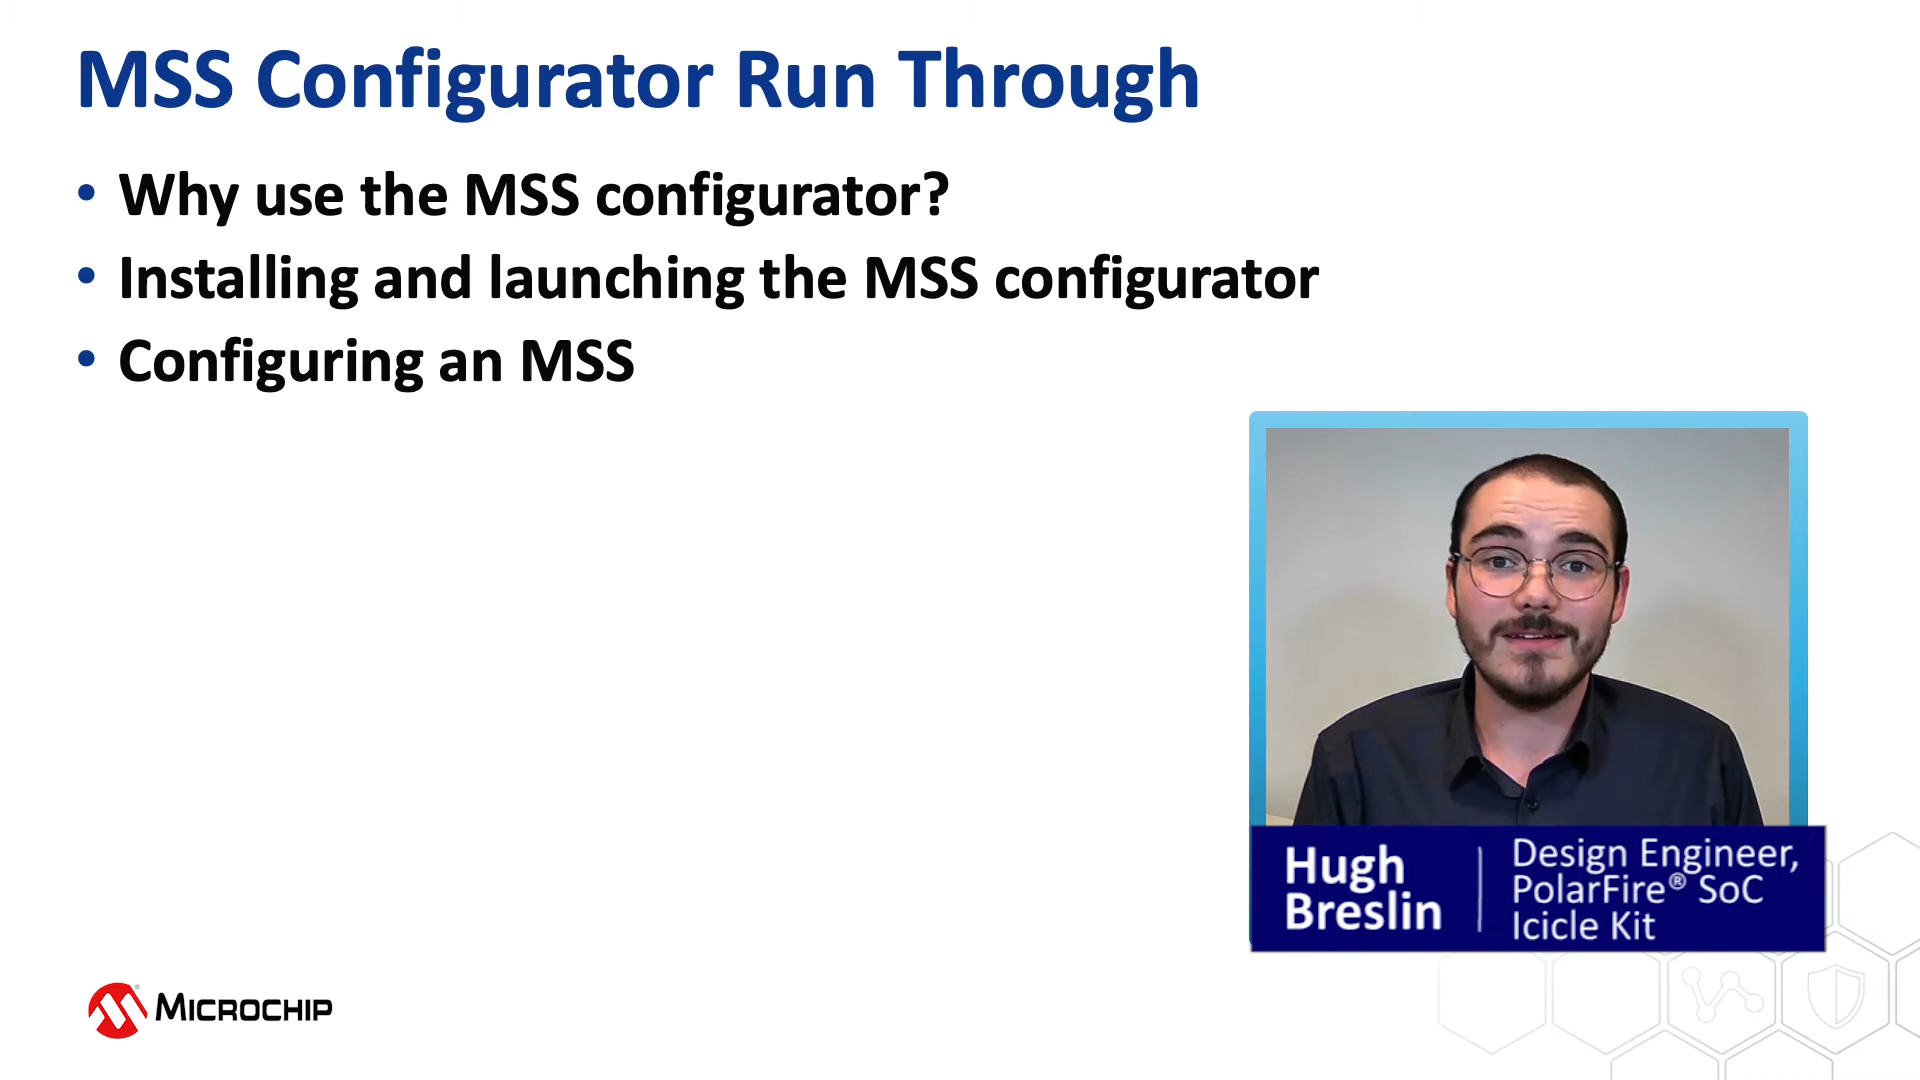 MSS Configurator Run Through
• Why use the MSS configurator?
• Installing and launching the MSS configurator
• Configuring an MSS
Hugh
Breslin
Design Engineer,
PolarFire® SoC
Icicle Kit
MICROCHIP